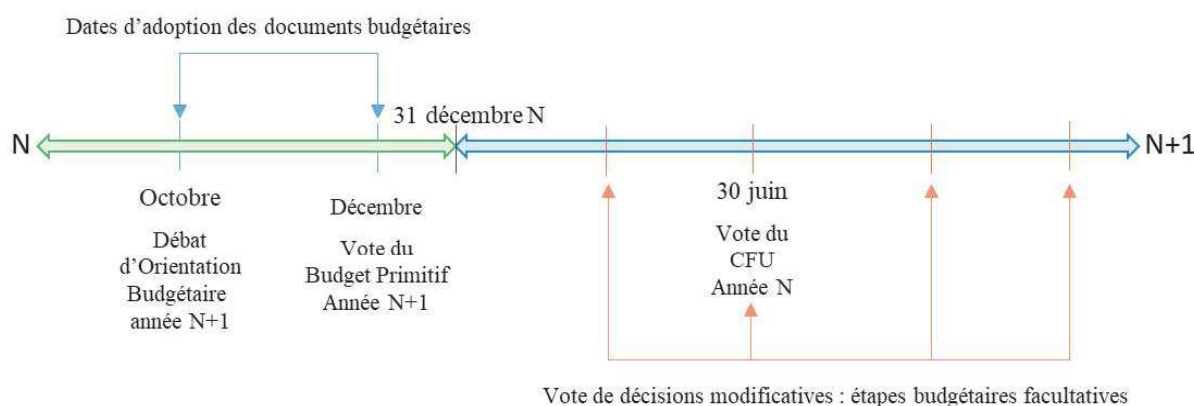 Dates d’adoption des documents budgétaires
31 décembre N
N
N+1
Octobre
Débat
d’Orientation
Budgétaire
année N+1
Décembre
Vote du
Budget Primitif
Année N+1
30 juin
Vote du
CFU
Année N
Vote de décisions modificatives : étapes budgétaires facultatives